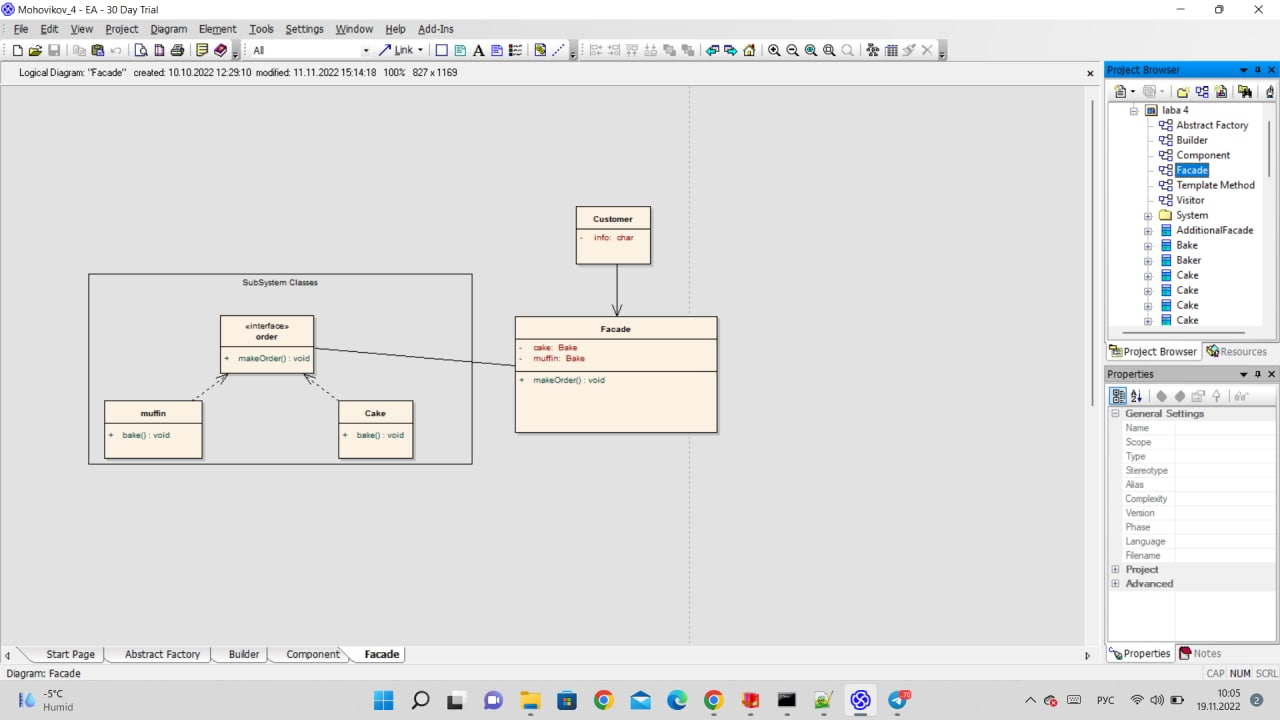 Mohovikov_4 - EA - 30 Day Trial
File Edit View Project Diagram Element Tools Settings Window Help Add-Ins
All
Link
Logical Diagram: "Facade" created: 10.10.2022 12:29:10 modified: 11.11.2022 15:14:18 100% 827 x 1169
Customer
- info: char
SubSystem Classes
«interface»
order
+ makeOrder() : void
muffin
+ bake() : void
Cake
+ bake() : void
Facade
- cake: Bake
- muffin: Bake
+ makeOrder() : void
Project Browser
laba 4
Abstract Factory
Builder
Component
Facade
Template Method
Visitor
System
AdditionalFacade
Bake
Baker
Cake
Cake
Cake
Cake
Project Browser Resources
Properties
General Settings
Name
Scope
Type
Stereotype
Alias
Complexity
Version
Phase
Language
Filename
Project
Advanced
Properties Notes
Start Page Abstract Factory Builder Component Facade
Diagram: Facade
CAP NUM SCRL
-5°C
Humid
70
РУС
10:05
19.11.2022
2